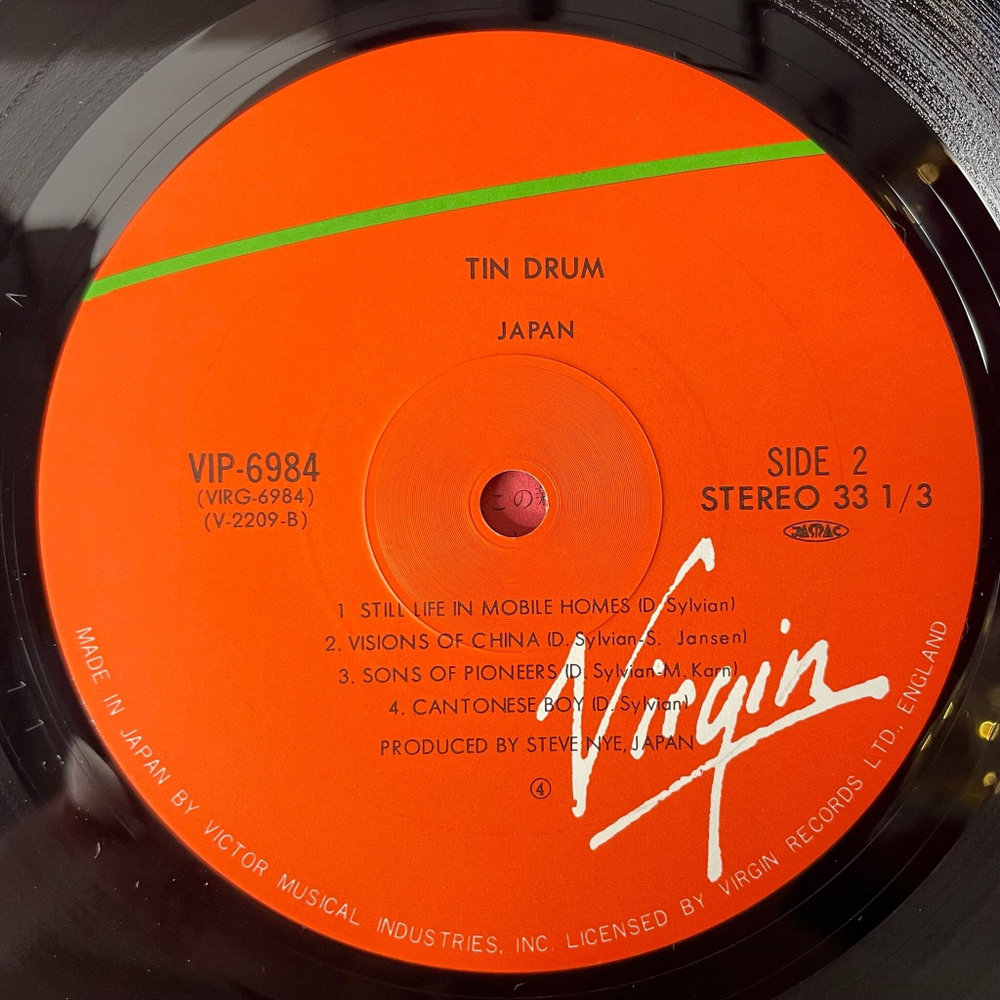 TIN DRUM
JAPAN
VIP-6984
(VIRG-6984)
(V-2209-B)
SIDE 2
STEREO 33 1/3
JASRAC
この
1 STILL LIFE IN MOBILE HOMES (D. Sylvian)
2. VISIONS OF CHINA (D. Sylvian-S. Jansen)
3. SONS OF PIONEERS (D. Sylvian-M. Karn)
4. CANTONESE BOY (D. Sylvian)
PRODUCED BY STEVE NYE, JAPAN
④
Virgin
MADE IN JAPAN BY VICTOR MUSICAL INDUSTRIES, INC. LICENSED BY VIRGIN RECORDS LTD., ENGLAND